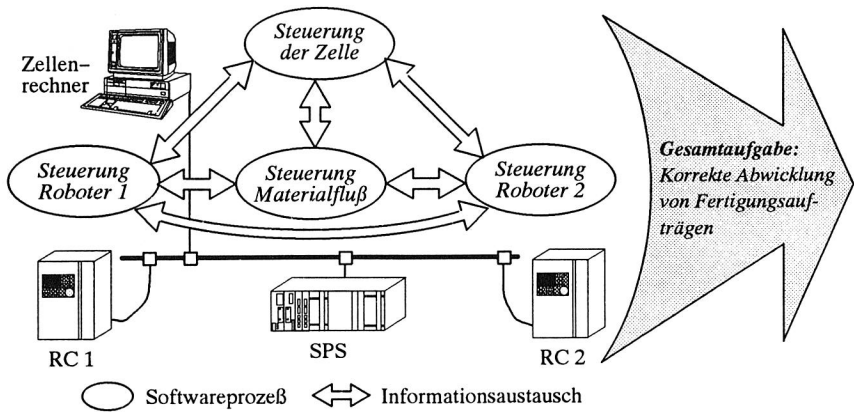 Steuerung
der Zelle
Zellen-
rechner
Steuerung
Roboter 1
Steuerung
Materialfluß
Steuerung
Roboter 2
Gesamtaufgabe:
Korrekte Abwicklung
von Fertigungsauf-
trägen
RC 1
SPS
RC 2
Softwareprozeß
Informationsaustausch